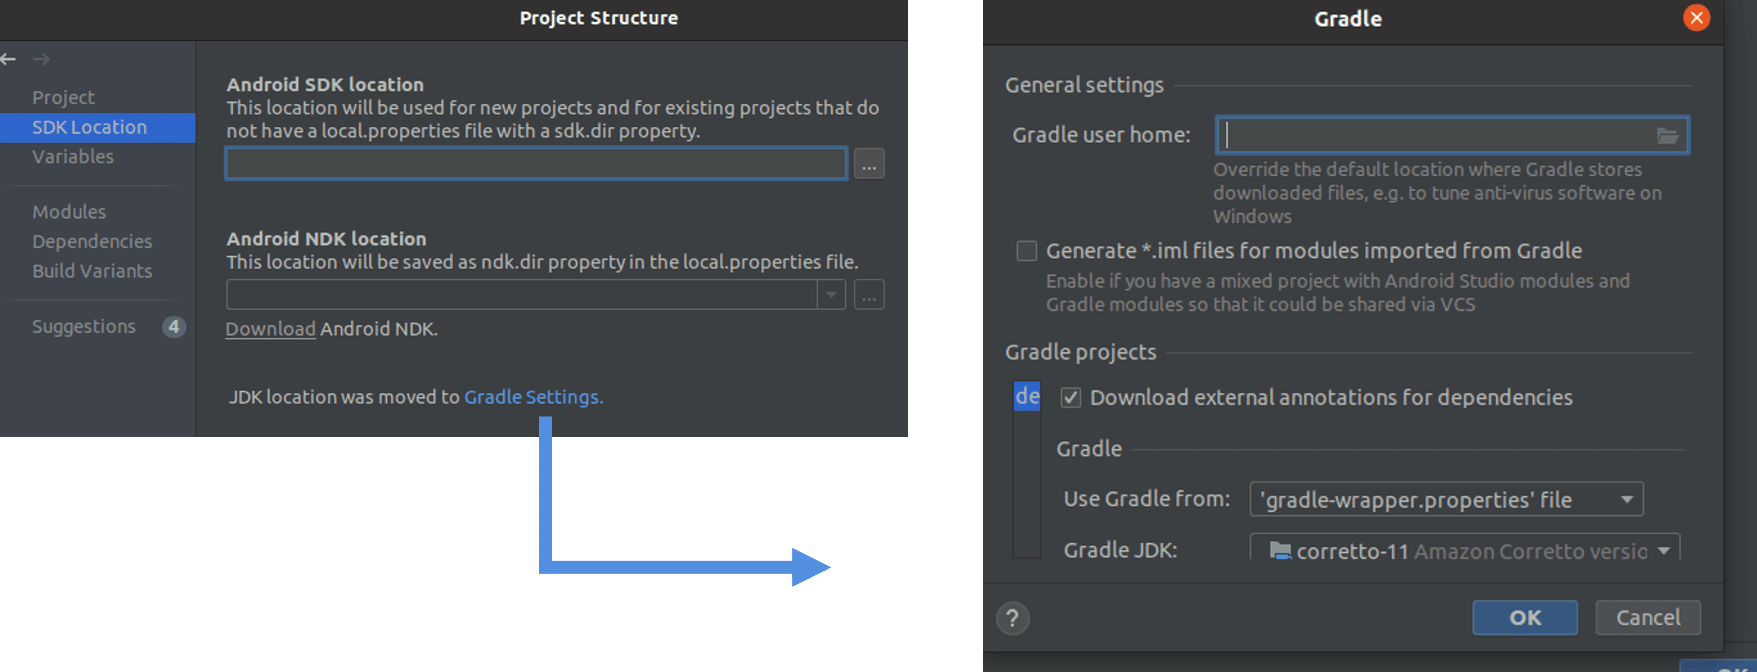 Project Structure
Project
SDK Location
Variables
Modules
Dependencies
Build Variants
Suggestions 4
Android SDK location
This location will be used for new projects and for existing projects that do
not have a local.properties file with a sdk.dir property.
...
Android NDK location
This location will be saved as ndk.dir property in the local.properties file.
...
Download Android NDK.
JDK location was moved to Gradle Settings.
Gradle
General settings
Gradle user home:
Override the default location where Gradle stores
downloaded files, e.g. to tune anti-virus software on
Windows
Generate *.iml files for modules imported from Gradle
Enable if you have a mixed project with Android Studio modules and
Gradle modules so that it could be shared via VCS
Gradle projects
de
Download external annotations for dependencies
Gradle
Use Gradle from: 'gradle-wrapper.properties' file
Gradle JDK: corretto-11 Amazon Corretto versio
?
OK
Cancel